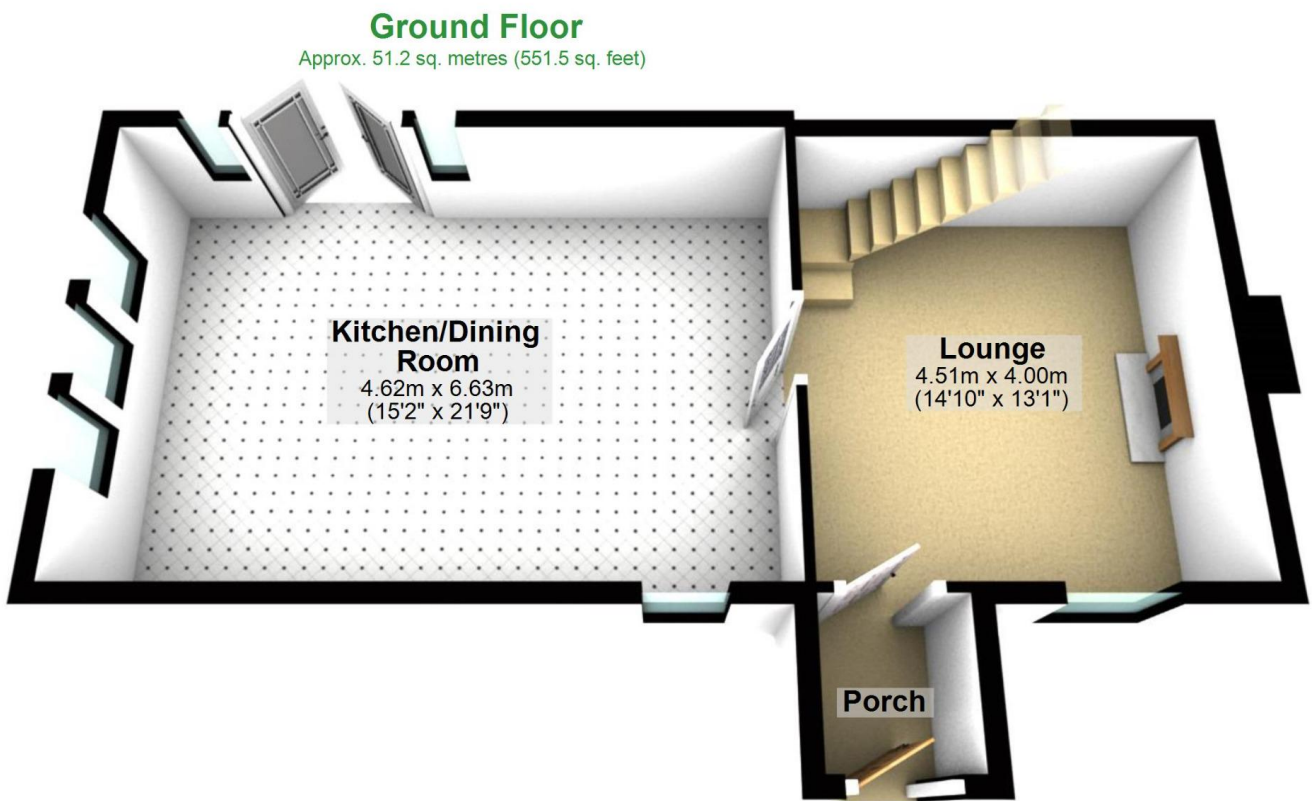 Ground Floor
Approx. 51.2 sq. metres (551.5 sq. feet)
Kitchen/Dining
Room
4.62m x 6.63m
(15'2" x 21'9")
Lounge
4.51m x 4.00m
(14'10" x 13'1")
Porch